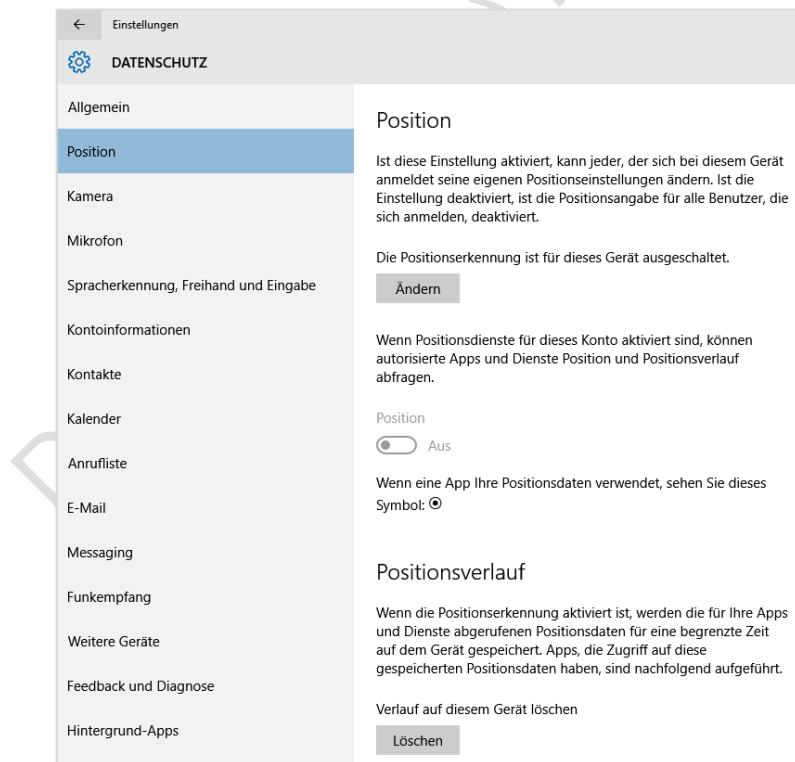 Einstellungen
DATENSCHUTZ
Allgemein
Position
Kamera
Mikrofon
Spracherkennung, Freihand und Eingabe
Kontoinformationen
Kontakte
Kalender
Anrufliste
E-Mail
Messaging
Funkempfang
Weitere Geräte
Feedback und Diagnose
Hintergrund-Apps
Position
Ist diese Einstellung aktiviert, kann jeder, der sich bei diesem Gerät
anmeldet seine eigenen Positionseinstellungen ändern. Ist die
Einstellung deaktiviert, ist die Positionsangabe für alle Benutzer, die
sich anmelden, deaktiviert.
Die Positionserkennung ist für dieses Gerät ausgeschaltet.
Ändern
Wenn Positionsdienste für dieses Konto aktiviert sind, können
autorisierte Apps und Dienste Position und Positionsverlauf
abfragen.
Position
Aus
Wenn eine App Ihre Positionsdaten verwendet, sehen Sie dieses
Symbol:
Positionsverlauf
Wenn die Positionserkennung aktiviert ist, werden die für Ihre Apps
und Dienste abgerufenen Positionsdaten für eine begrenzte Zeit
auf dem Gerät gespeichert. Apps, die Zugriff auf diese
gespeicherten Positionsdaten haben, sind nachfolgend aufgeführt.
Verlauf auf diesem Gerät löschen
Löschen